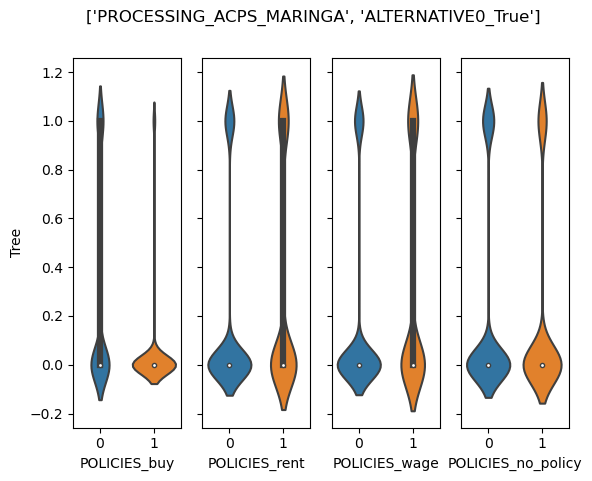 ['PROCESSING_ACPS_MARINGA', 'ALTERNATIVE0_True']
Tree
1.2
1.0
0.8
0.6
0.4
0.2
0.0
−0.2
0 1
POLICIES_buy
0 1
POLICIES_rent
0 1
POLICIES_wage
0 1
POLICIES_no_policy